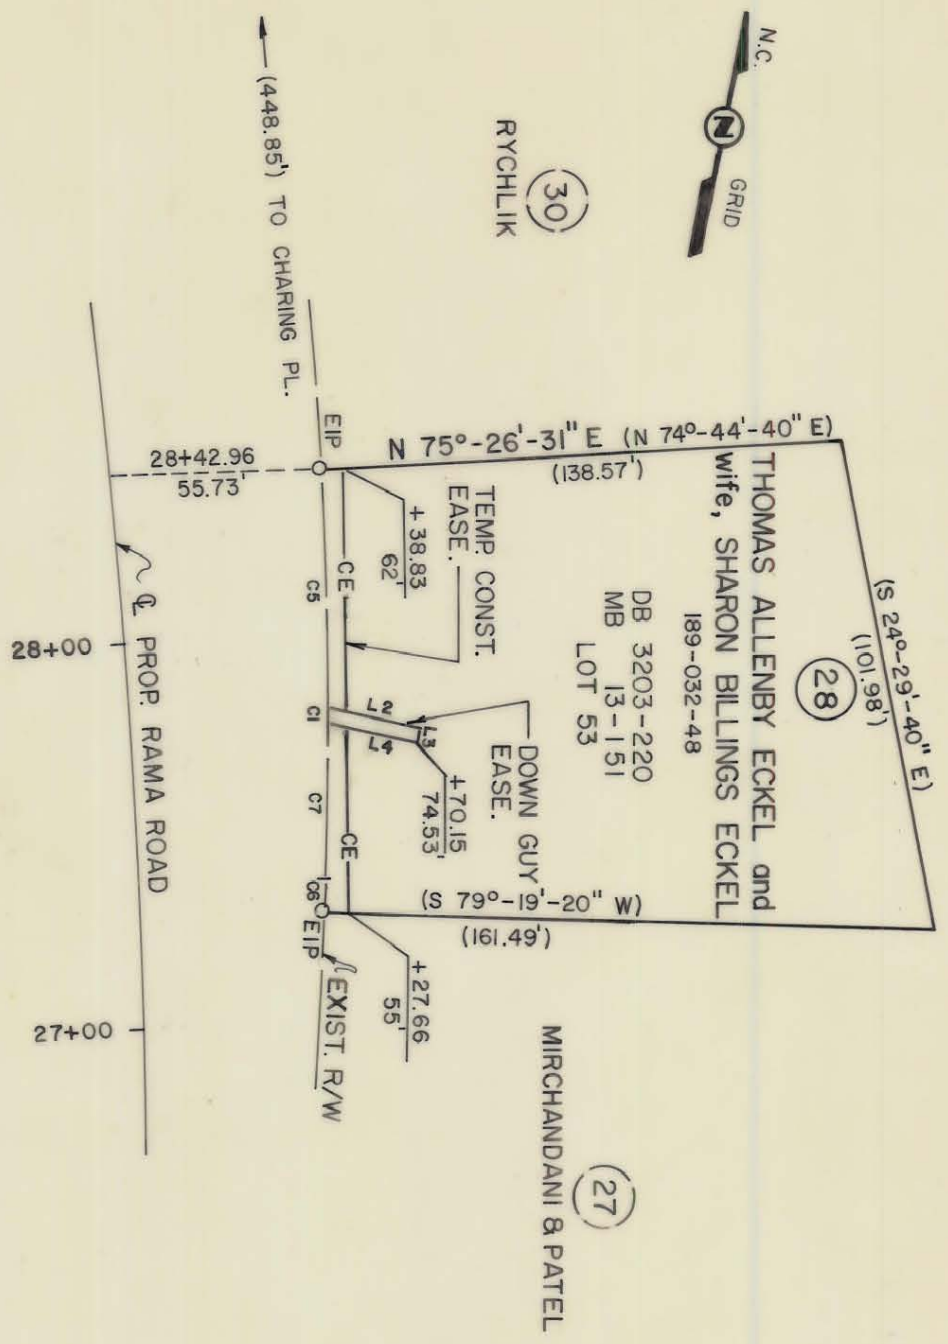 N.C.
N
GRID
30
RYCHLIK
(448.85') TO CHARING PL.
EIP
N 75°-26'-31" E (N 74°-44'-40" E)
(138.57')
(S 24°-29'-40" E)
(101.98')
28
THOMAS ALLENBY ECKEL and
wife, SHARON BILLINGS ECKEL
189-032-48
DB 3203-220
MB 13-151
LOT 53
28+42.96
55.73'
+38.83
62'
TEMP. CONST.
EASE.
CE
C5
C1
L2
L3
L4
DOWN GUY
EASE.
+70.15
74.53'
C7
CE
C6
EIP
(S 79°-19'-20" W)
(161.49')
+27.66
55'
EXIST. R/W
28+00
℄ PROP. RAMA ROAD
27+00
27
MIRCHANDANI & PATEL